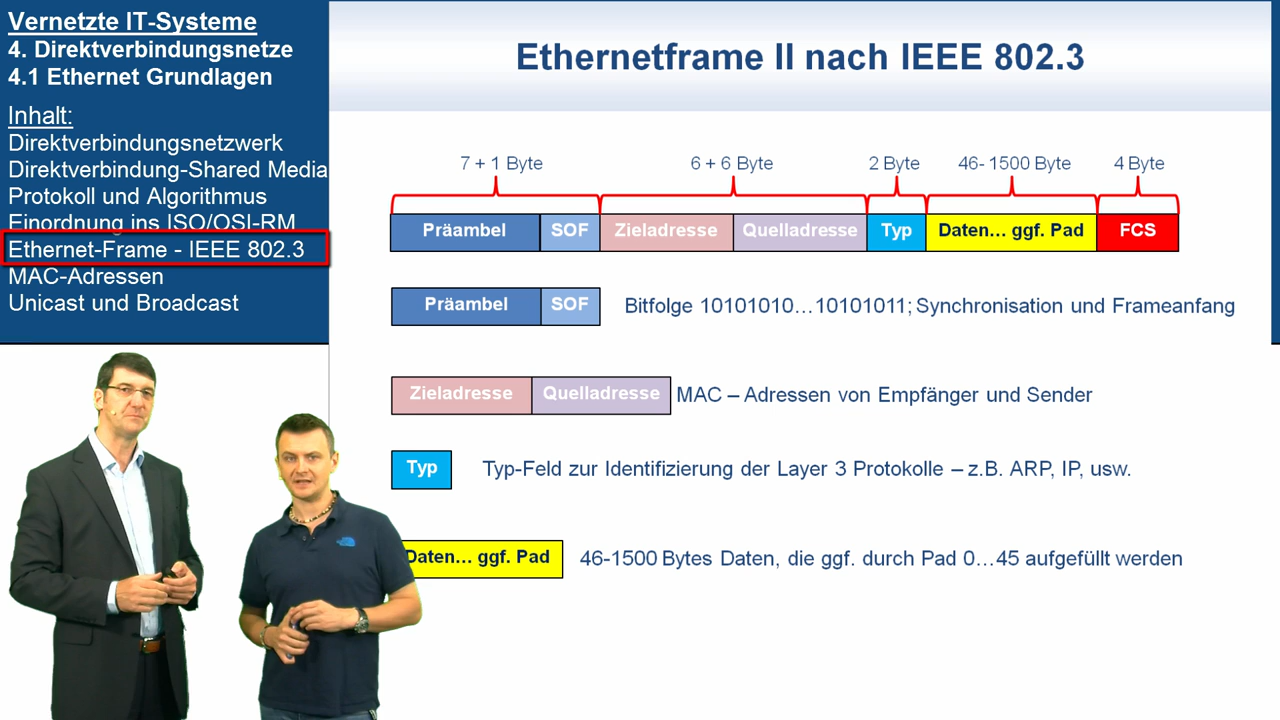 Vernetzte IT-Systeme
4. Direktverbindungsnetze
4.1 Ethernet Grundlagen
Inhalt:
Direktverbindungsnetzwerk
Direktverbindung-Shared Media
Protokoll und Algorithmus
Einordnung ins ISO/OSI-RM
Ethernet-Frame - IEEE 802.3
MAC-Adressen
Unicast und Broadcast
Ethernetframe II nach IEEE 802.3
7 + 1 Byte 6 + 6 Byte 2 Byte 46- 1500 Byte 4 Byte
Präambel SOF Zieladresse Quelladresse Typ Daten... ggf. Pad FCS
Präambel SOF Bitfolge 10101010...10101011; Synchronisation und Frameanfang
Zieladresse Quelladresse MAC – Adressen von Empfänger und Sender
Typ Typ-Feld zur Identifizierung der Layer 3 Protokolle – z.B. ARP, IP, usw.
Daten... ggf. Pad 46-1500 Bytes Daten, die ggf. durch Pad 0...45 aufgefüllt werden